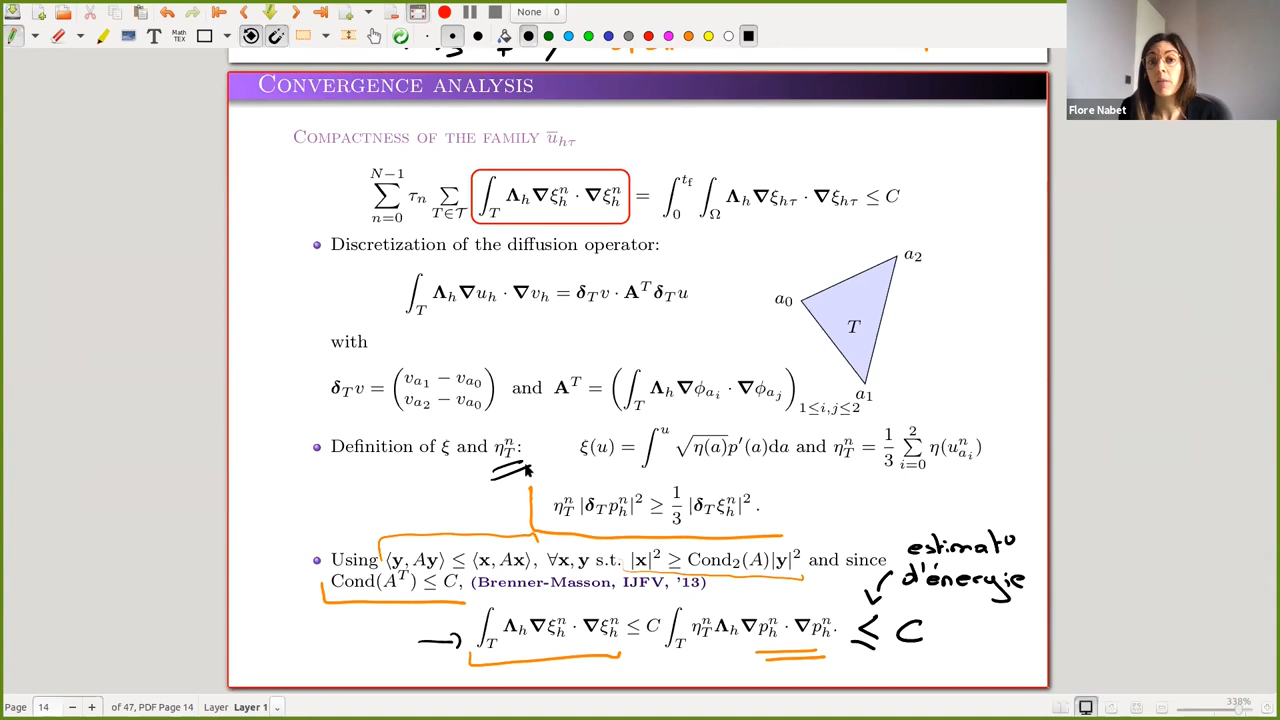 None 0
Math TEX
Flore Nabet
CONVERGENCE ANALYSIS
COMPACTNESS OF THE FAMILY u̅_{hτ}
∑_{n=0}^{N−1} τ_n ∑_{T∈𝒯} ∫_T Λ_h ∇ξ_h^n · ∇ξ_h^n = ∫_0^{t_f} ∫_Ω Λ_h ∇ξ_{hτ} · ∇ξ_{hτ} ≤ C
Discretization of the diffusion operator:
∫_T Λ_h ∇u_h · ∇v_h = δ_T v · A^T δ_T u
a_0 a_1 a_2 T
with
δ_T v = ( v_{a_1} − v_{a_0} ; v_{a_2} − v_{a_0} ) and A^T = ( ∫_T Λ_h ∇ϕ_{a_i} · ∇ϕ_{a_j} )_{1≤i,j≤2}
Definition of ξ and η_T^n: ξ(u) = ∫^u √η(a) p′(a)da and η_T^n = 1/3 ∑_{i=0}^{2} η(u_{a_i}^n)
η_T^n |δ_T p_h^n|² ≥ 1/3 |δ_T ξ_h^n|².
Using ⟨y, Ay⟩ ≤ ⟨x, Ax⟩, ∀x, y s.t. |x|² ≥ Cond_2(A)|y|² and since
Cond(A^T) ≤ C, (Brenner-Masson, IJFV, '13)
estimat°
d'énergie
∫_T Λ_h ∇ξ_h^n · ∇ξ_h^n ≤ C ∫_T η_T^n Λ_h ∇p_h^n · ∇p_h^n. ≤ C
Page 14 of 47, PDF Page 14 Layer Layer 1 338%